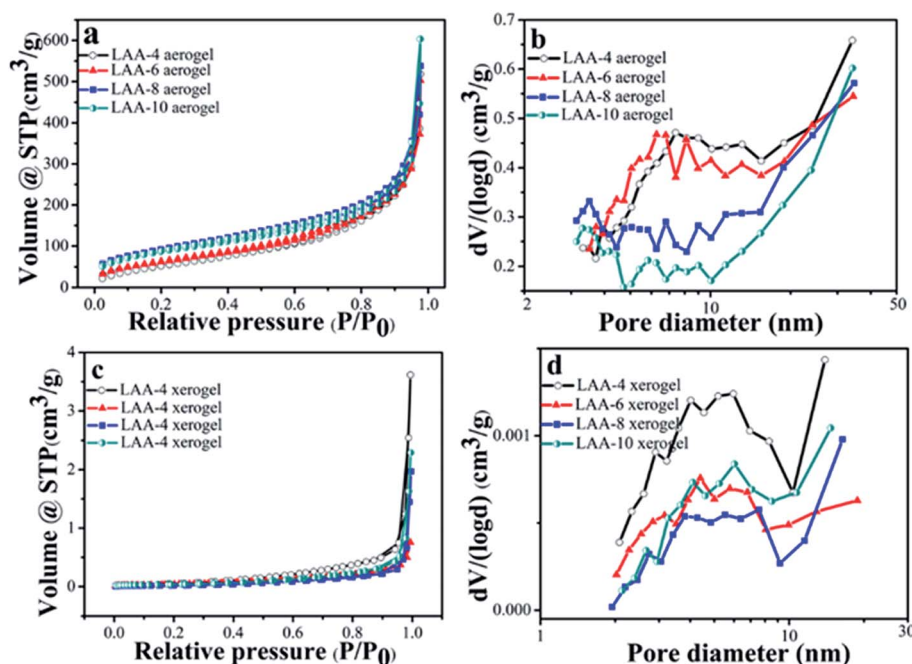 a
LAA-4 aerogel
LAA-6 aerogel
LAA-8 aerogel
LAA-10 aerogel
Volume @ STP(cm³/g)
600
500
400
300
200
100
0
0.0 0.2 0.4 0.6 0.8 1.0
Relative pressure (P/P₀)
b
LAA-4 aerogel
LAA-6 aerogel
LAA-8 aerogel
LAA-10 aerogel
dV/(logd) (cm³/g)
0.7
0.6
0.5
0.4
0.3
0.2
2 10 50
Pore diameter (nm)
c
LAA-4 xerogel
LAA-4 xerogel
LAA-4 xerogel
LAA-4 xerogel
Volume @ STP(cm³/g)
4
3
2
1
0
0.0 0.2 0.4 0.6 0.8 1.0
Relative pressure (P/P₀)
d
LAA-4 xerogel
LAA-6 xerogel
LAA-8 xerogel
LAA-10 xerogel
dV/(logd) (cm³/g)
0.001
0.000
1 10 30
Pore diameter (nm)